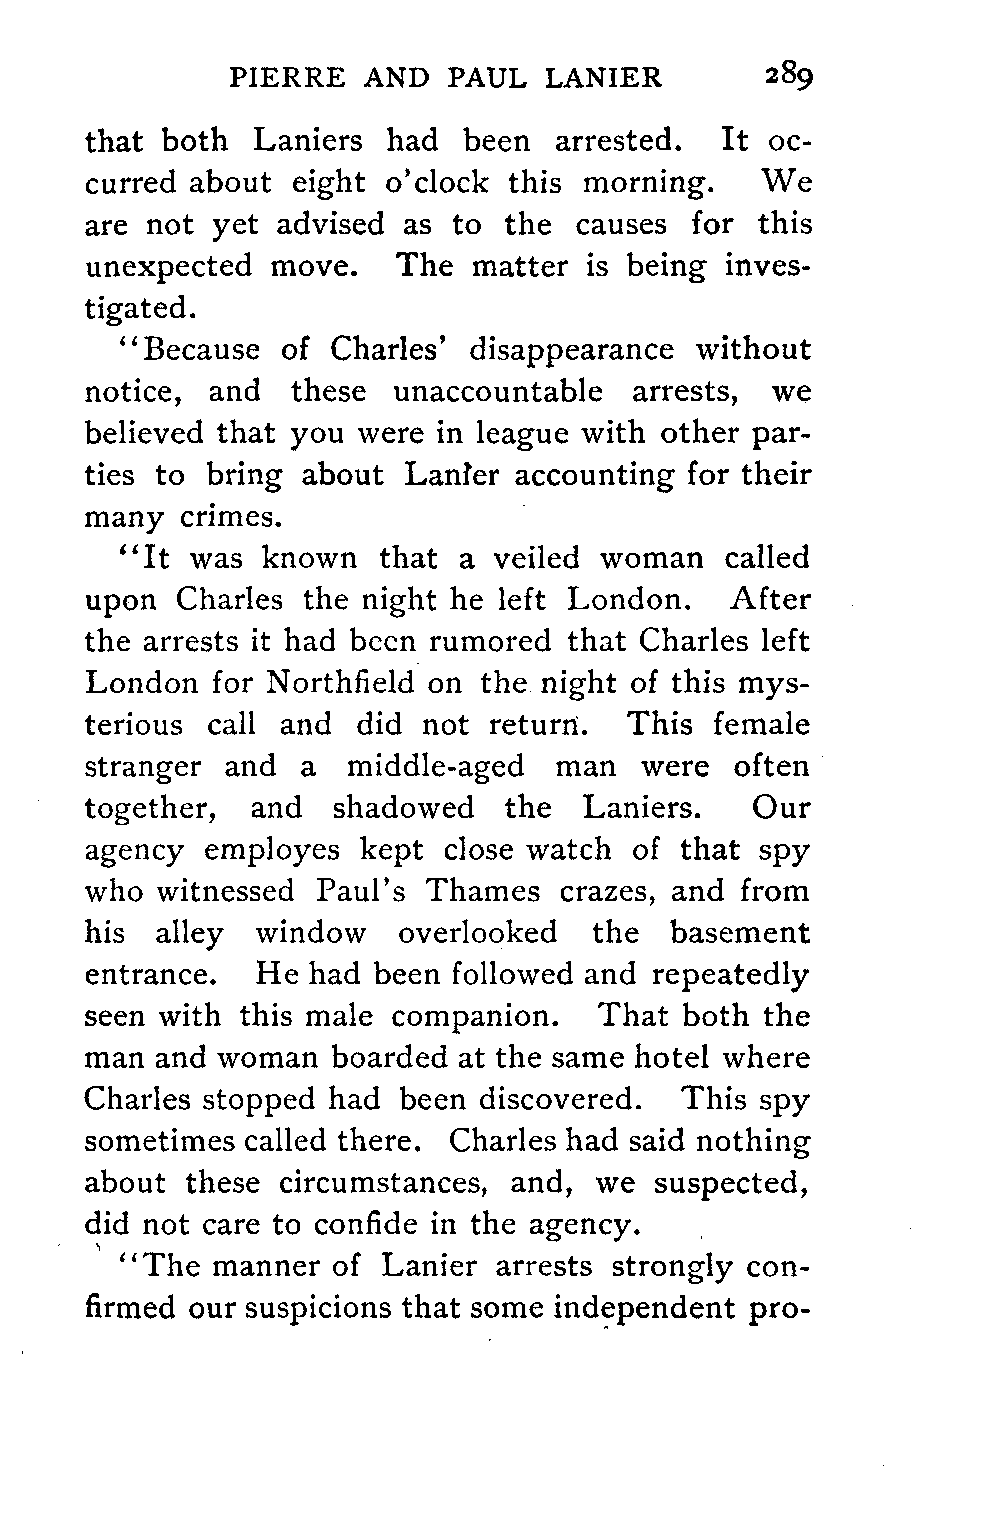 PIERRE AND PAUL LANIER 289
that both Laniers had been arrested. It oc-
curred about eight o'clock this morning. We
are not yet advised as to the causes for this
unexpected move. The matter is being inves-
tigated.
"Because of Charles' disappearance without
notice, and these unaccountable arrests, we
believed that you were in league with other par-
ties to bring about Lanier accounting for their
many crimes.
"It was known that a veiled woman called
upon Charles the night he left London. After
the arrests it had been rumored that Charles left
London for Northfield on the night of this mys-
terious call and did not return. This female
stranger and a middle-aged man were often
together, and shadowed the Laniers. Our
agency employes kept close watch of that spy
who witnessed Paul's Thames crazes, and from
his alley window overlooked the basement
entrance. He had been followed and repeatedly
seen with this male companion. That both the
man and woman boarded at the same hotel where
Charles stopped had been discovered. This spy
sometimes called there. Charles had said nothing
about these circumstances, and, we suspected,
did not care to confide in the agency.
"The manner of Lanier arrests strongly con-
firmed our suspicions that some independent pro-